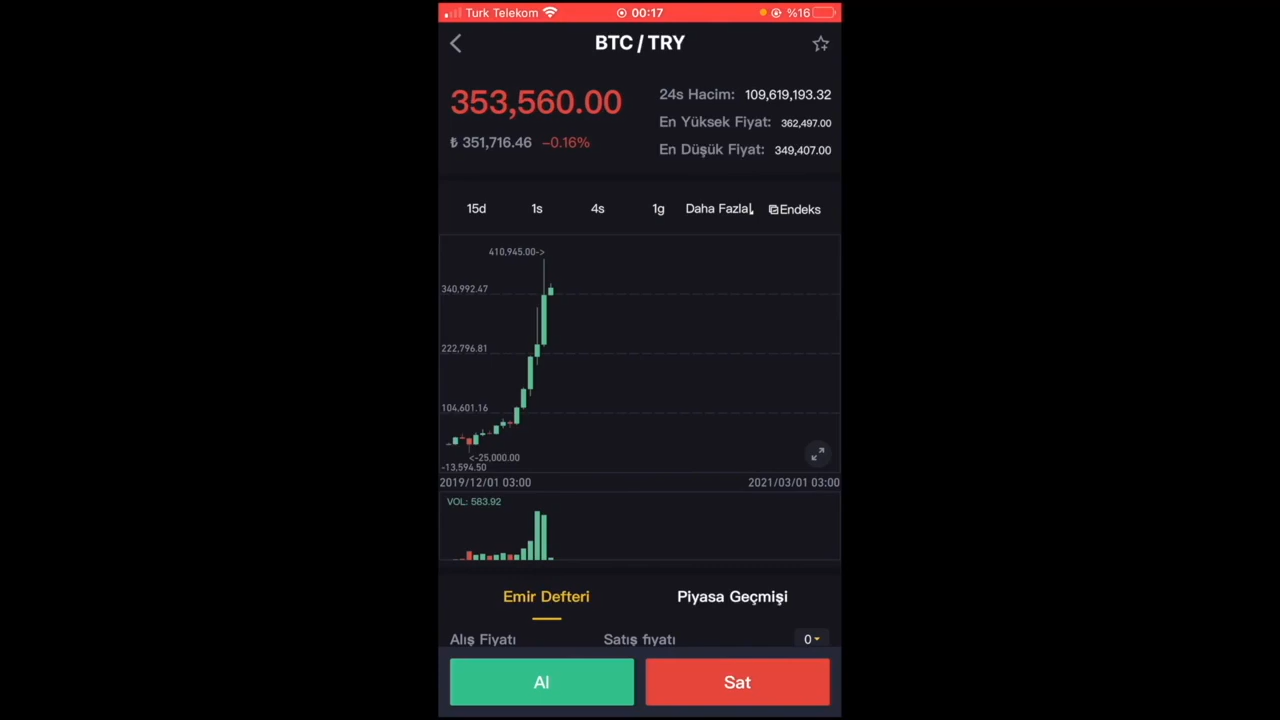 Turk Telekom 00:17 %16
BTC / TRY
353,560.00
₺ 351,716.46 -0.16%
24s Hacim: 109,619,193.32
En Yüksek Fiyat: 362,497.00
En Düşük Fiyat: 349,407.00
15d 1s 4s 1g Daha Fazla Endeks
410,945.00->
340,992.47
222,796.81
104,601.16
<-25,000.00
-13,594.50
2019/12/01 03:00 2021/03/01 03:00
VOL: 583.92
Emir Defteri Piyasa Geçmişi
Alış Fiyatı Satış fiyatı 0
Al Sat